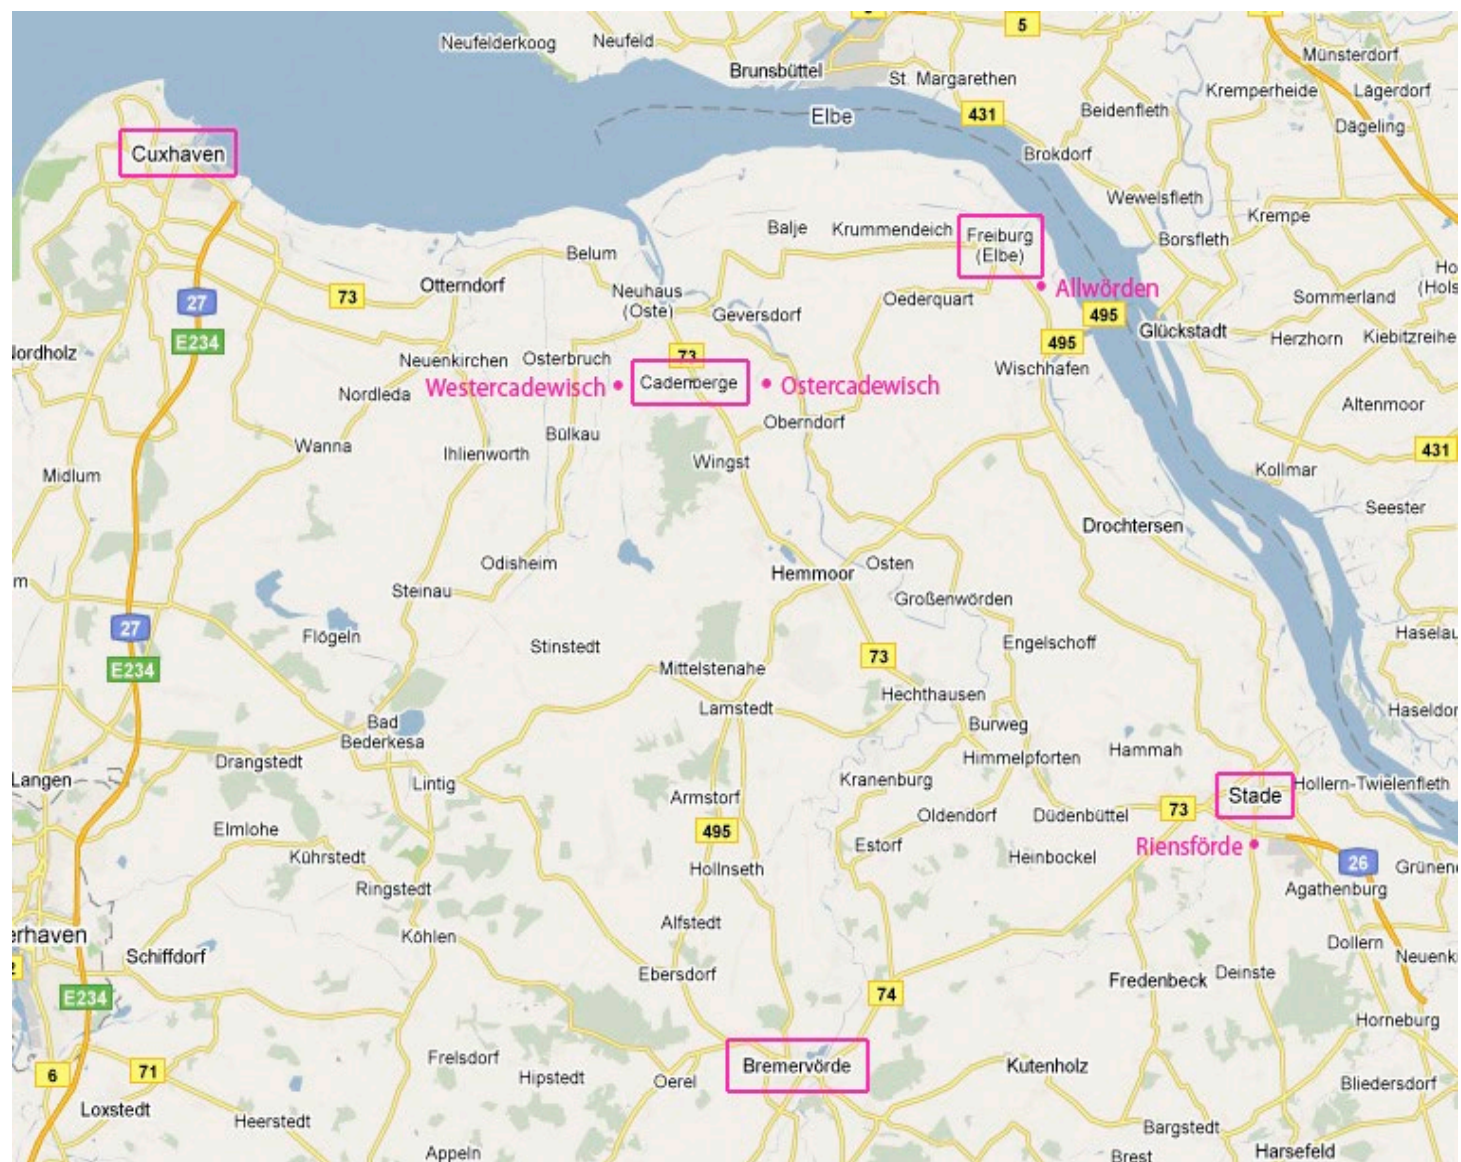 5
Neufelderkoog
Neufeld
Münsterdorf
Brunsbüttel
St. Margarethen
Kremperheide
Lägerdorf
Elbe
431
Beidenfleth
Dägeling
Cuxhaven
Brokdorf
Wewelsfleth
Krempe
Balje
Krummendeich
Freiburg
(Elbe)
Borsfleth
Belum
Otterndorf
73
27
Neuhaus
(Oste)
Oederquart
Allwörden
Sommerland
Geversdorf
495
Glückstadt
E234
495
Herzhorn
Kiebitzreihe
Neuenkirchen
Osterbruch
73
Wischhafen
Nordleda
Westercadewisch
Cadenberge
Ostercadewisch
Altenmoor
Oberndorf
Bülkau
Wanna
Ihlienworth
Wingst
431
Midlum
Kollmar
Seester
Drochtersen
Odisheim
Hemmoor
Osten
Steinau
Großenwörden
27
Flögeln
Stinstedt
Engelschoff
73
E234
Mittelstenahe
Hechthausen
Lamstedt
Bad
Bederkesa
Burweg
Hammah
Drangstedt
Himmelpforten
Langen
Lintig
Kranenburg
Hollern-Twielenfleth
Armstorf
Stade
73
Oldendorf
Düdenbüttel
Elmlohe
495
Estorf
Riensförde
Kührstedt
Heinbockel
26
Hollnseth
Ringstedt
Agathenburg
Alfstedt
Köhlen
Dollern
Schiffdorf
Ebersdorf
Fredenbeck
Deinste
E234
74
Horneburg
Frelsdorf
Bremervörde
Kutenholz
6
71
Hipstedt
Oerel
Bliedersdorf
Loxstedt
Heerstedt
Bargstedt
Appeln
Brest
Harsefeld